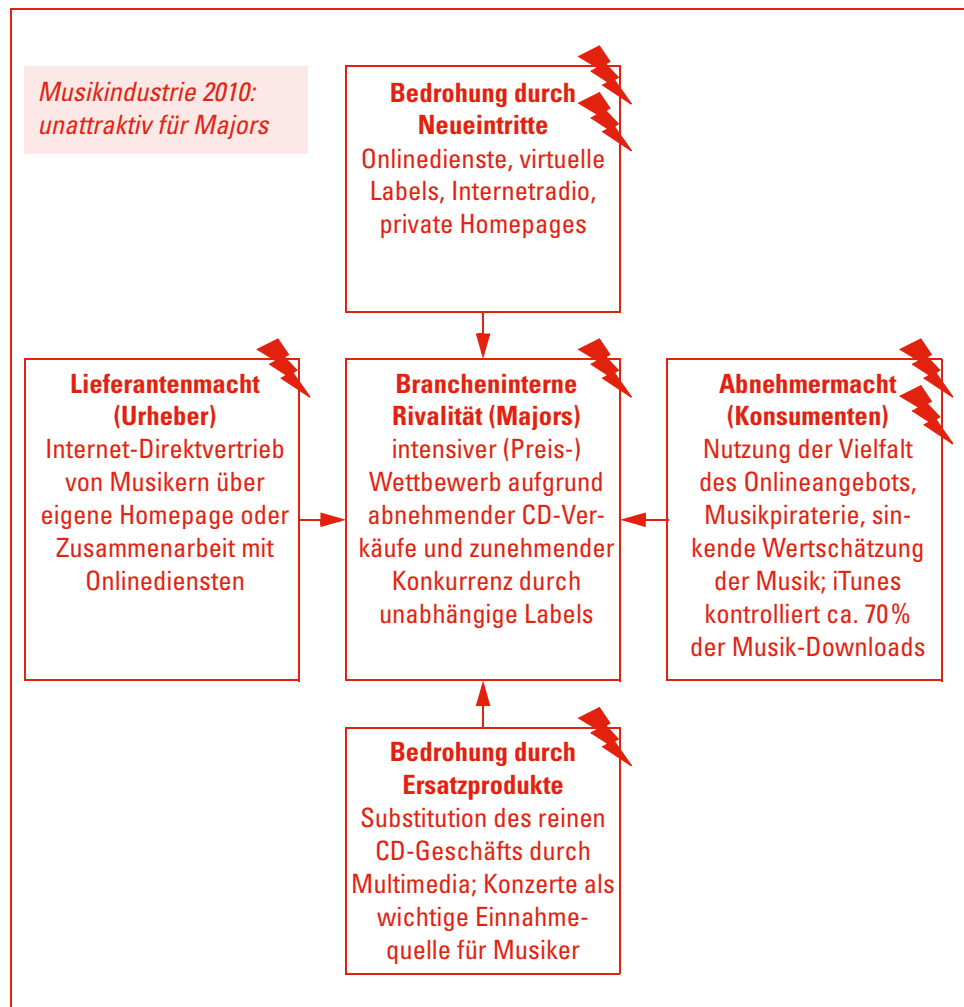 Musikindustrie 2010:
unattraktiv für Majors
Bedrohung durch
Neueintritte
Onlinedienste, virtuelle
Labels, Internetradio,
private Homepages
Lieferantenmacht
(Urheber)
Internet-Direktvertrieb
von Musikern über
eigene Homepage oder
Zusammenarbeit mit
Onlinediensten
Brancheninterne
Rivalität (Majors)
intensiver (Preis-)
Wettbewerb aufgrund
abnehmender CD-Ver-
käufe und zunehmender
Konkurrenz durch
unabhängige Labels
Abnehmermacht
(Konsumenten)
Nutzung der Vielfalt
des Onlineangebots,
Musikpiraterie, sin-
kende Wertschätzung
der Musik; iTunes
kontrolliert ca. 70%
der Musik-Downloads
Bedrohung durch
Ersatzprodukte
Substitution des reinen
CD-Geschäfts durch
Multimedia; Konzerte als
wichtige Einnahme-
quelle für Musiker